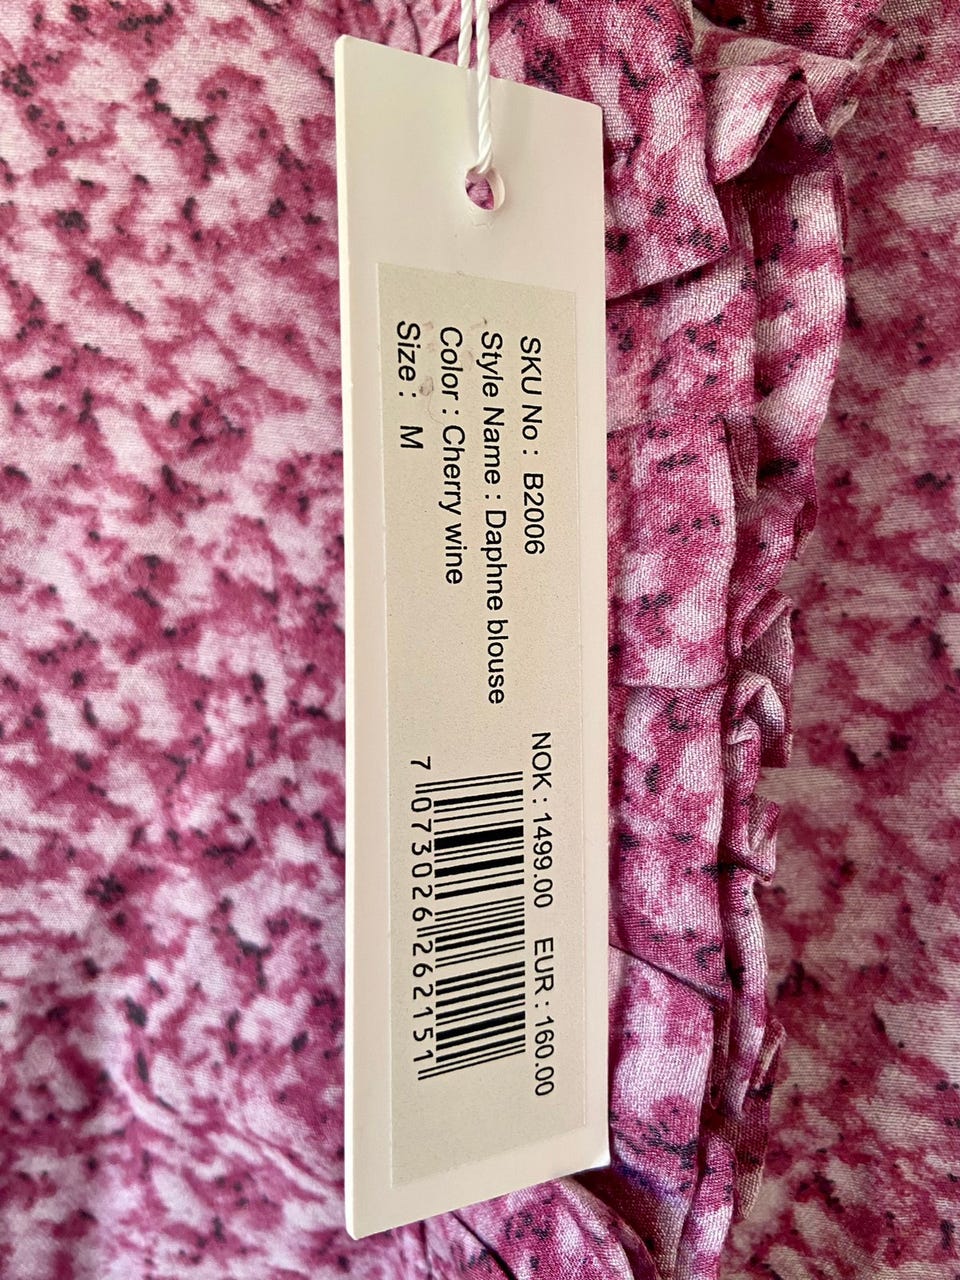 SKU No : B2006
Style Name : Daphne blouse
Color : Cherry wine
Size : M
NOK : 1499.00 EUR : 160.00
7 073026 262151